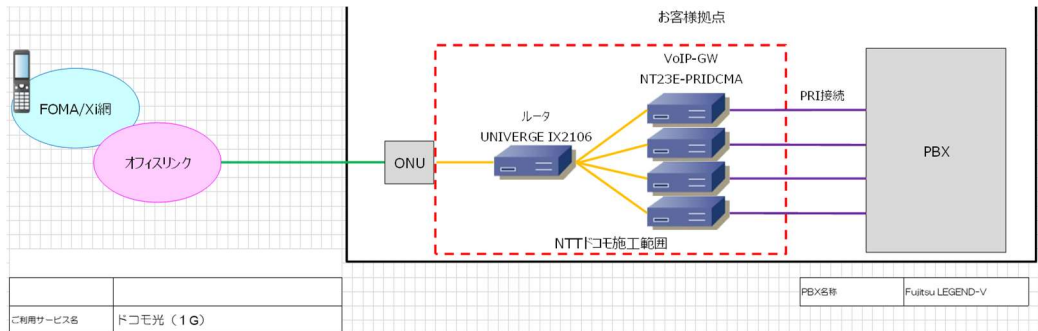 お客様拠点
VoIP-GW
NT23E-PRIDCMA
PRI接続
FOMA/Xi網
ルータ
UNIVERGE IX2106
オフィスリンク
ONU
PBX
NTTドコモ施工範囲
PBX名称
Fujitsu LEGEND-V
ご利用サービス名
ドコモ光（1G）